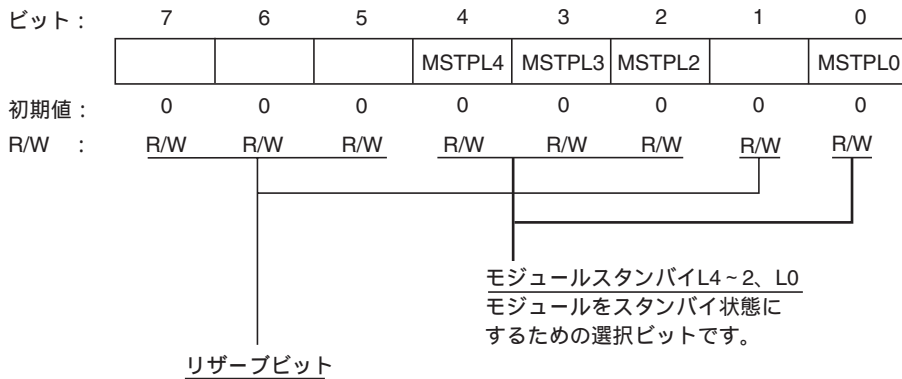 ビット： 7 6 5 4 3 2 1 0
MSTPL4 MSTPL3 MSTPL2 MSTPL0
初期値： 0 0 0 0 0 0 0 0
R/W ： R/W R/W R/W R/W R/W R/W R/W R/W
モジュールスタンバイL4～2、L0
モジュールをスタンバイ状態に
するための選択ビットです。
リザーブビット